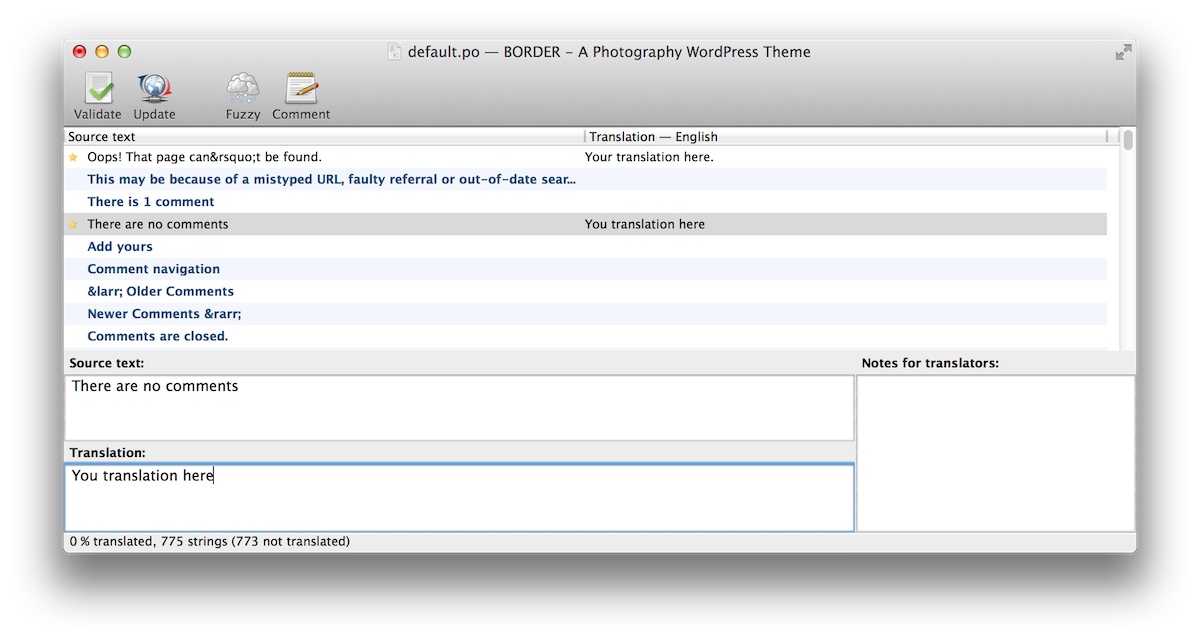 default.po — BORDER – A Photography WordPress Theme
Validate Update Fuzzy Comment
Source text Translation — English
Oops! That page can&rsquo;t be found. Your translation here.
This may be because of a mistyped URL, faulty referral or out-of-date sear...
There is 1 comment
There are no comments You translation here
Add yours
Comment navigation
&larr; Older Comments
Newer Comments &rarr;
Comments are closed.
Source text: Notes for translators:
There are no comments
Translation:
You translation here
0 % translated, 775 strings (773 not translated)